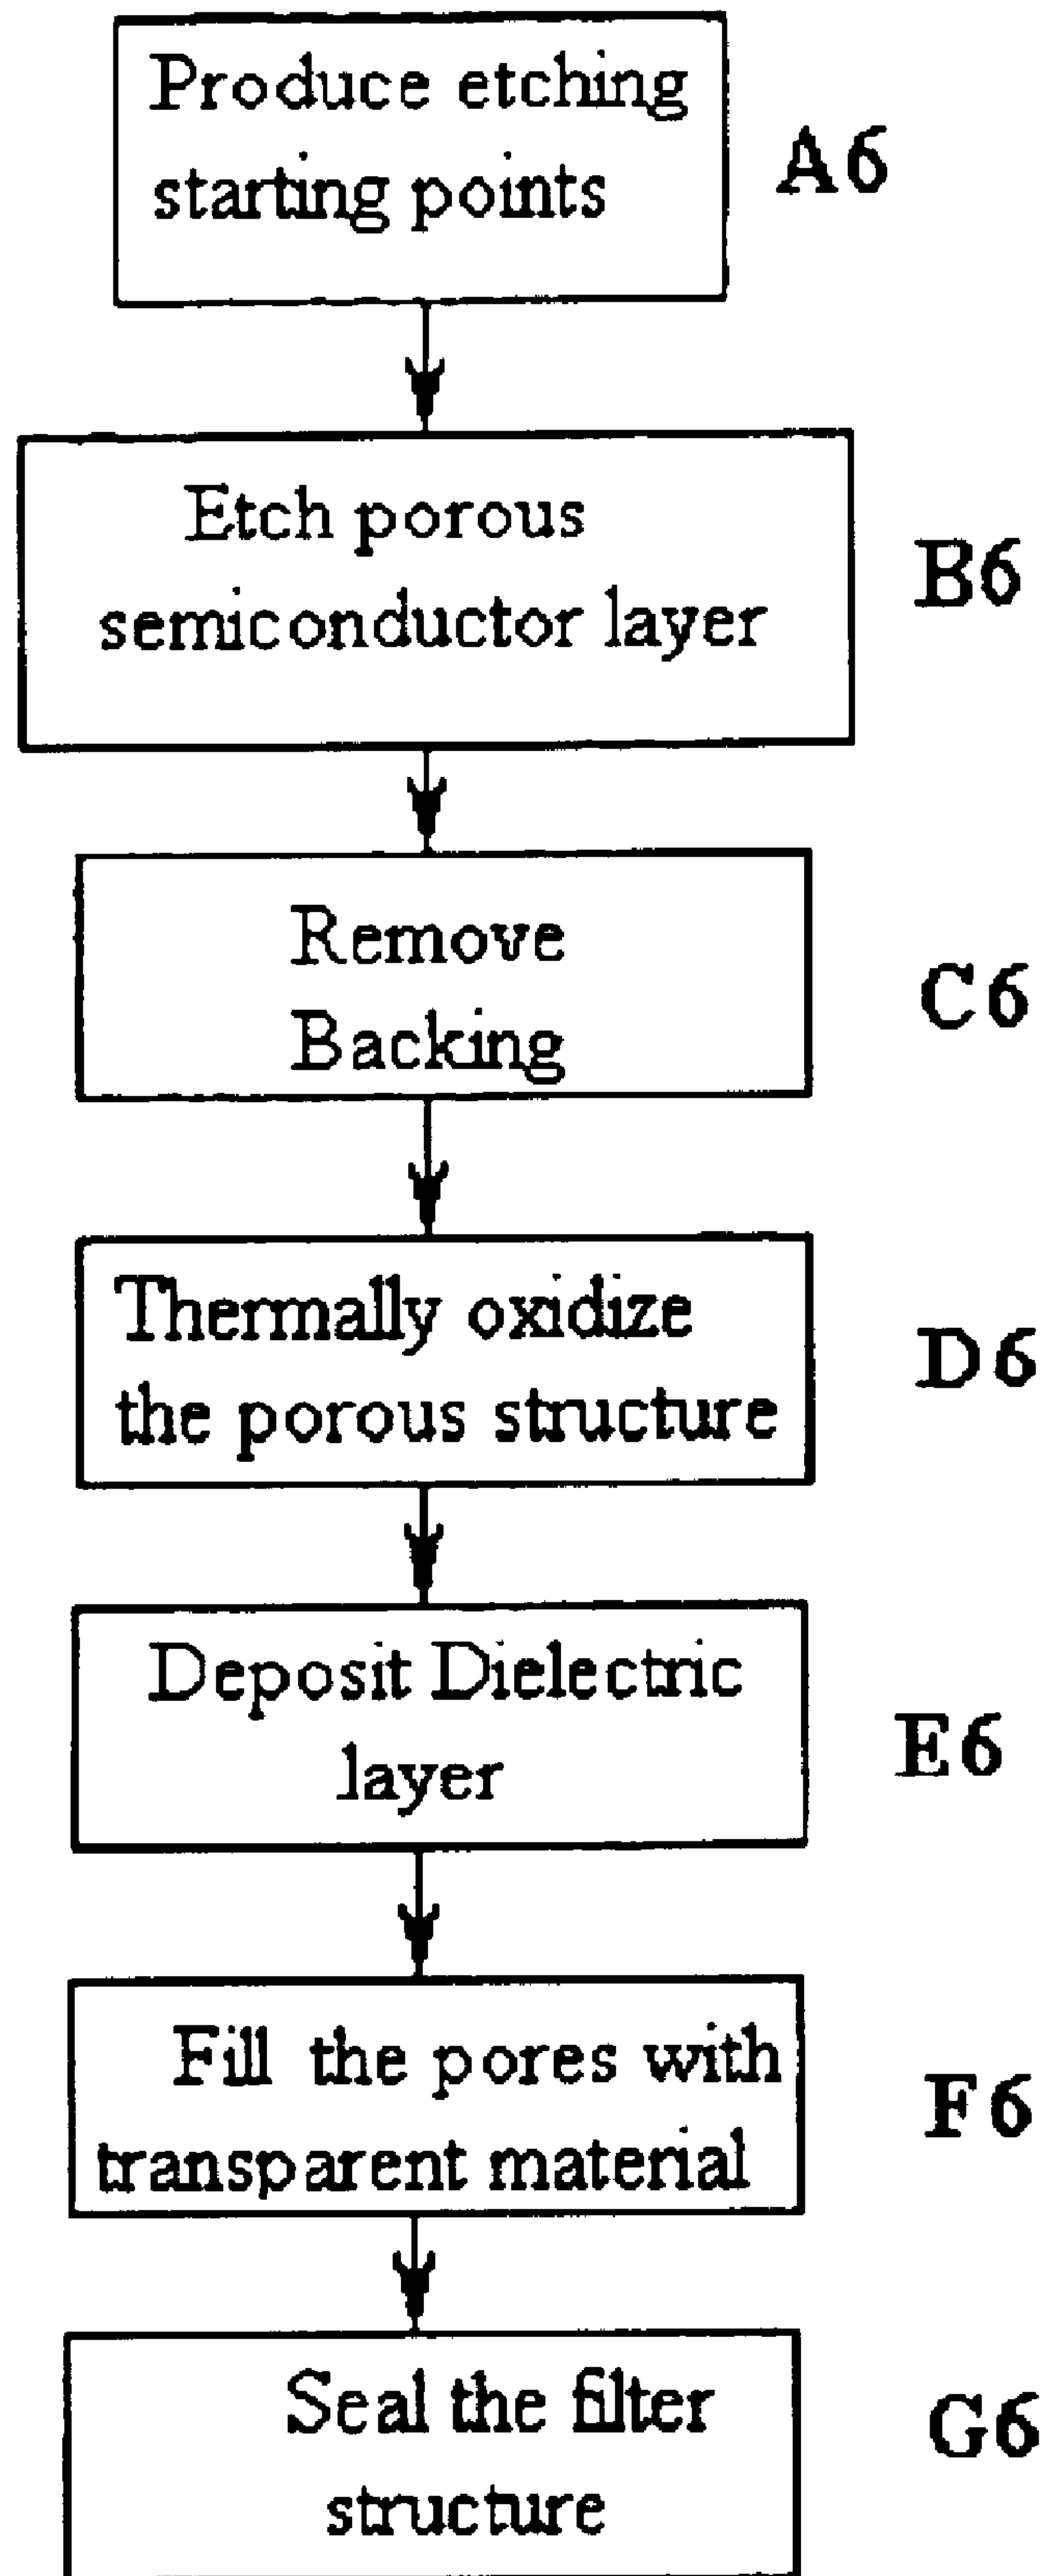 Produce etching
starting points
A6
Etch porous
semiconductor layer
B6
Remove
Backing
C6
Thermally oxidize
the porous structure
D6
Deposit Dielectric
layer
E6
Fill the pores with
transparent material
F6
Seal the filter
structure
G6